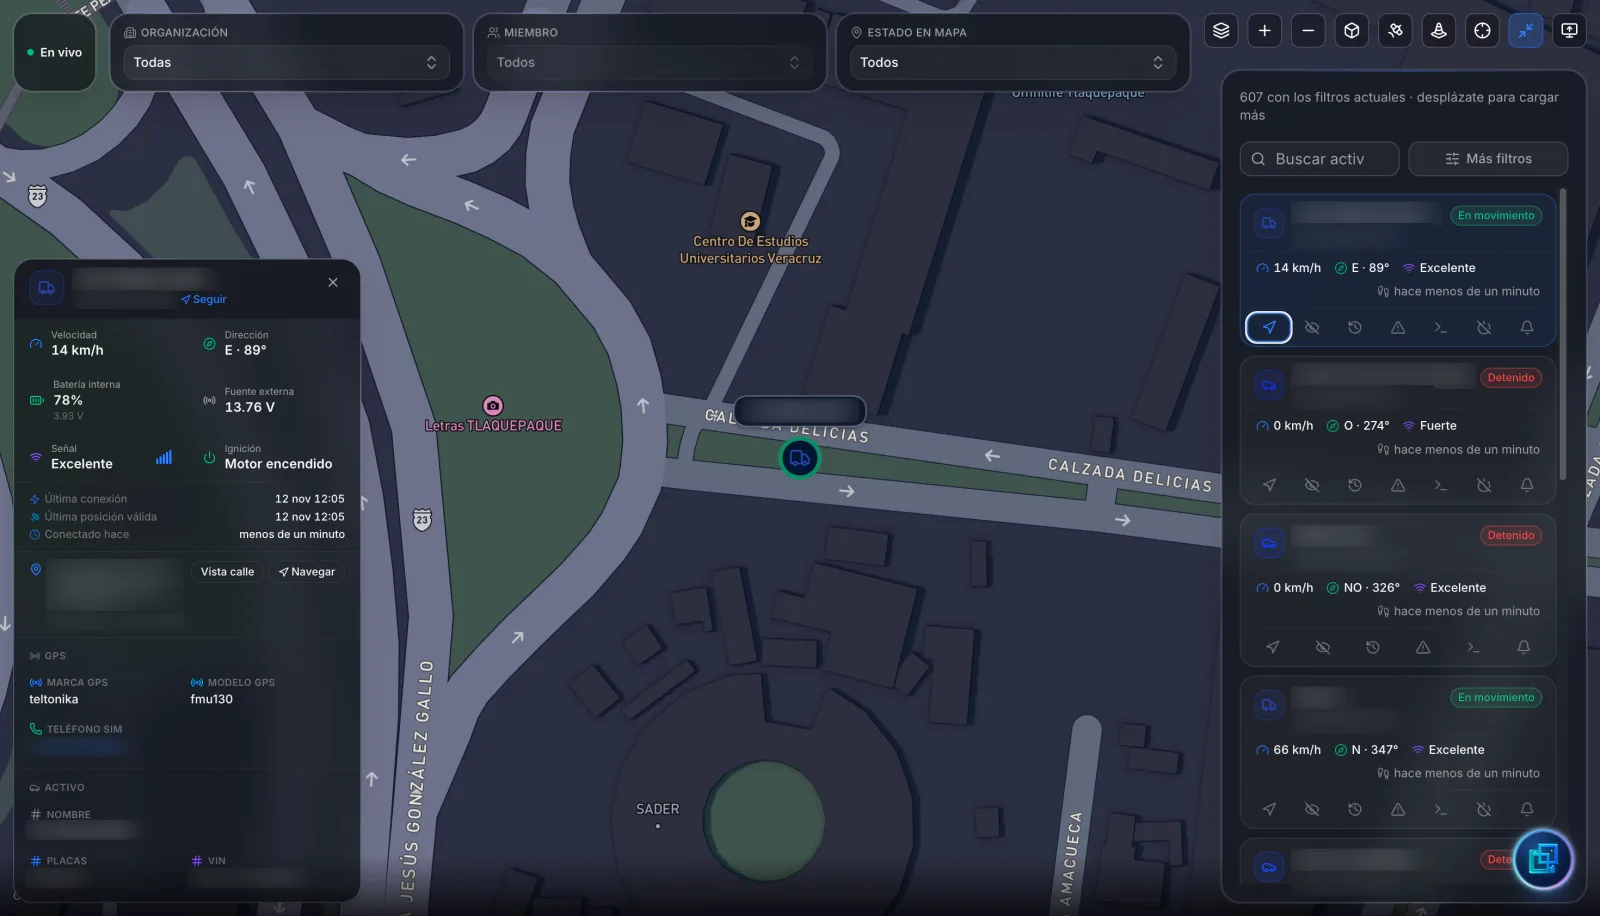 En vivo
ORGANIZACIÓN
Todas
MIEMBRO
Todos
ESTADO EN MAPA
Todos
Omnilife Tlaquepaque
607 con los filtros actuales · desplázate para cargar
más
Buscar activ
Más filtros
En movimiento
14 km/h
E · 89°
Excelente
hace menos de un minuto
Detenido
0 km/h
O · 274°
Fuerte
hace menos de un minuto
Detenido
0 km/h
NO · 326°
Excelente
hace menos de un minuto
En movimiento
66 km/h
N · 347°
Excelente
hace menos de un minuto
Dete
Seguir
Velocidad
14 km/h
Dirección
E · 89°
Batería interna
78%
3.93 V
Fuente externa
13.76 V
Señal
Excelente
Ignición
Motor encendido
Última conexión
12 nov 12:05
Última posición válida
12 nov 12:05
Conectado hace
menos de un minuto
Vista calle
Navegar
GPS
MARCA GPS
teltonika
MODELO GPS
fmu130
TELÉFONO SIM
ACTIVO
NOMBRE
PLACAS
VIN
23
Centro De Estudios
Universitarios Veracruz
Letras TLAQUEPAQUE
23
DELICIAS
CALZADA DELICIAS
JESÚS GONZÁLEZ GALLO
SADER
AMACUECA